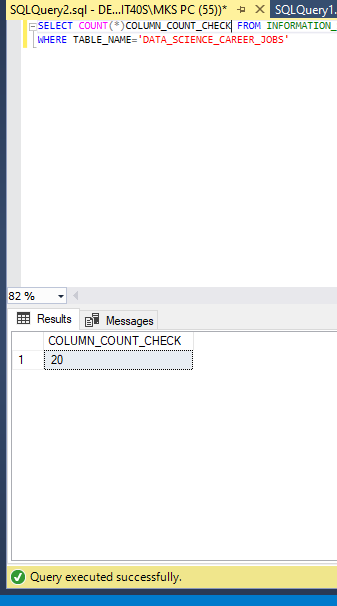 SQLQuery2.sql - DE...IT40S\MKS PC (55))*
SQLQuery1.
SELECT COUNT(*)COLUMN_COUNT_CHECK FROM INFORMATION_
WHERE TABLE_NAME='DATA_SCIENCE_CAREER_JOBS'
82 %
Results
Messages
COLUMN_COUNT_CHECK
1 20
Query executed successfully.